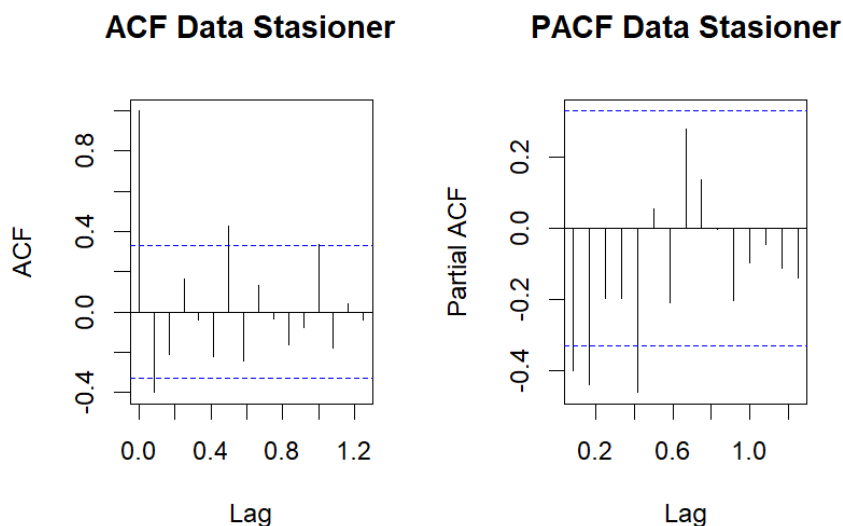 ACF Data Stasioner
ACF
0.8
0.4
0.0
-0.4
0.0 0.4 0.8 1.2
Lag
PACF Data Stasioner
Partial ACF
0.2
0.0
-0.2
-0.4
0.2 0.6 1.0
Lag